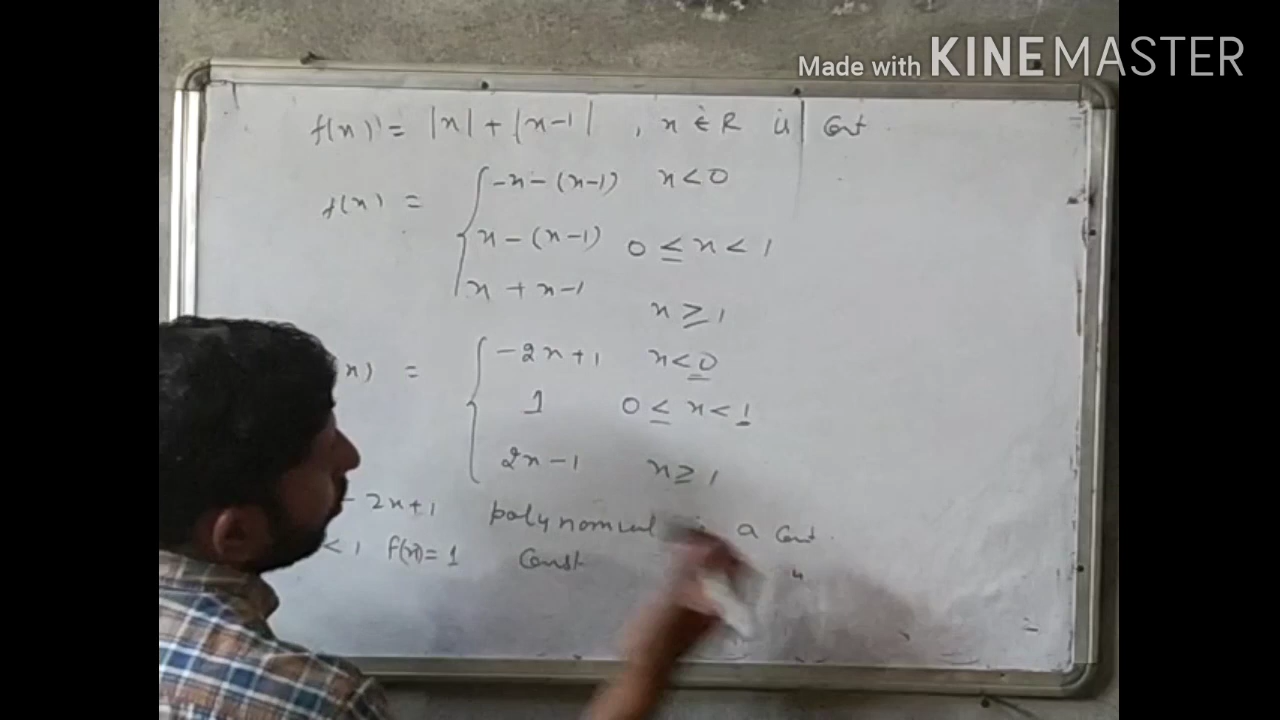 Made with KINEMASTER
f(x) = |x| + |x-1| , x ∈ R is Cont
f(x) = { -x - (x-1) x < 0
x - (x-1) 0 ≤ x < 1
x + x-1 x ≥ 1
x) = { -2x+1 x < 0
1 0 ≤ x < 1
2x-1 x ≥ 1
- 2x+1 polynomial is a Cont.
< 1 f(x) = 1 Const "